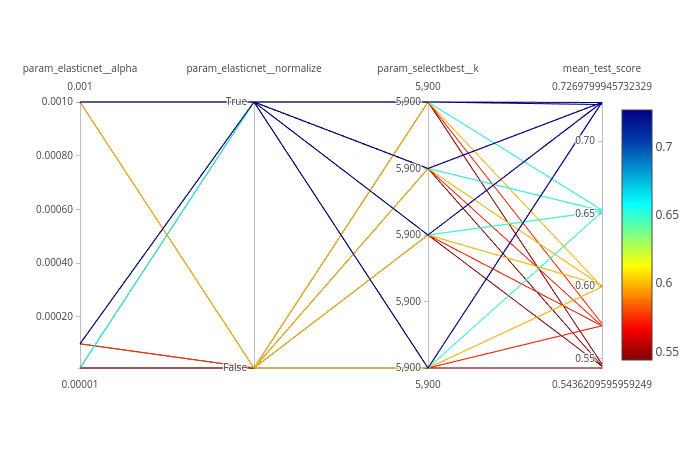 param_elasticnet__alpha param_elasticnet__normalize param_selectkbest__k mean_test_score
0.001 5,900 0.7269799945732329
0.0010 True 5,900
0.7
0.70
0.00080
5,900
0.65
0.00060 0.65
5,900
0.00040
0.6
0.60
5,900
0.00020
0.55
0.55
False 5,900
0.00001 5,900 0.5436209595959249